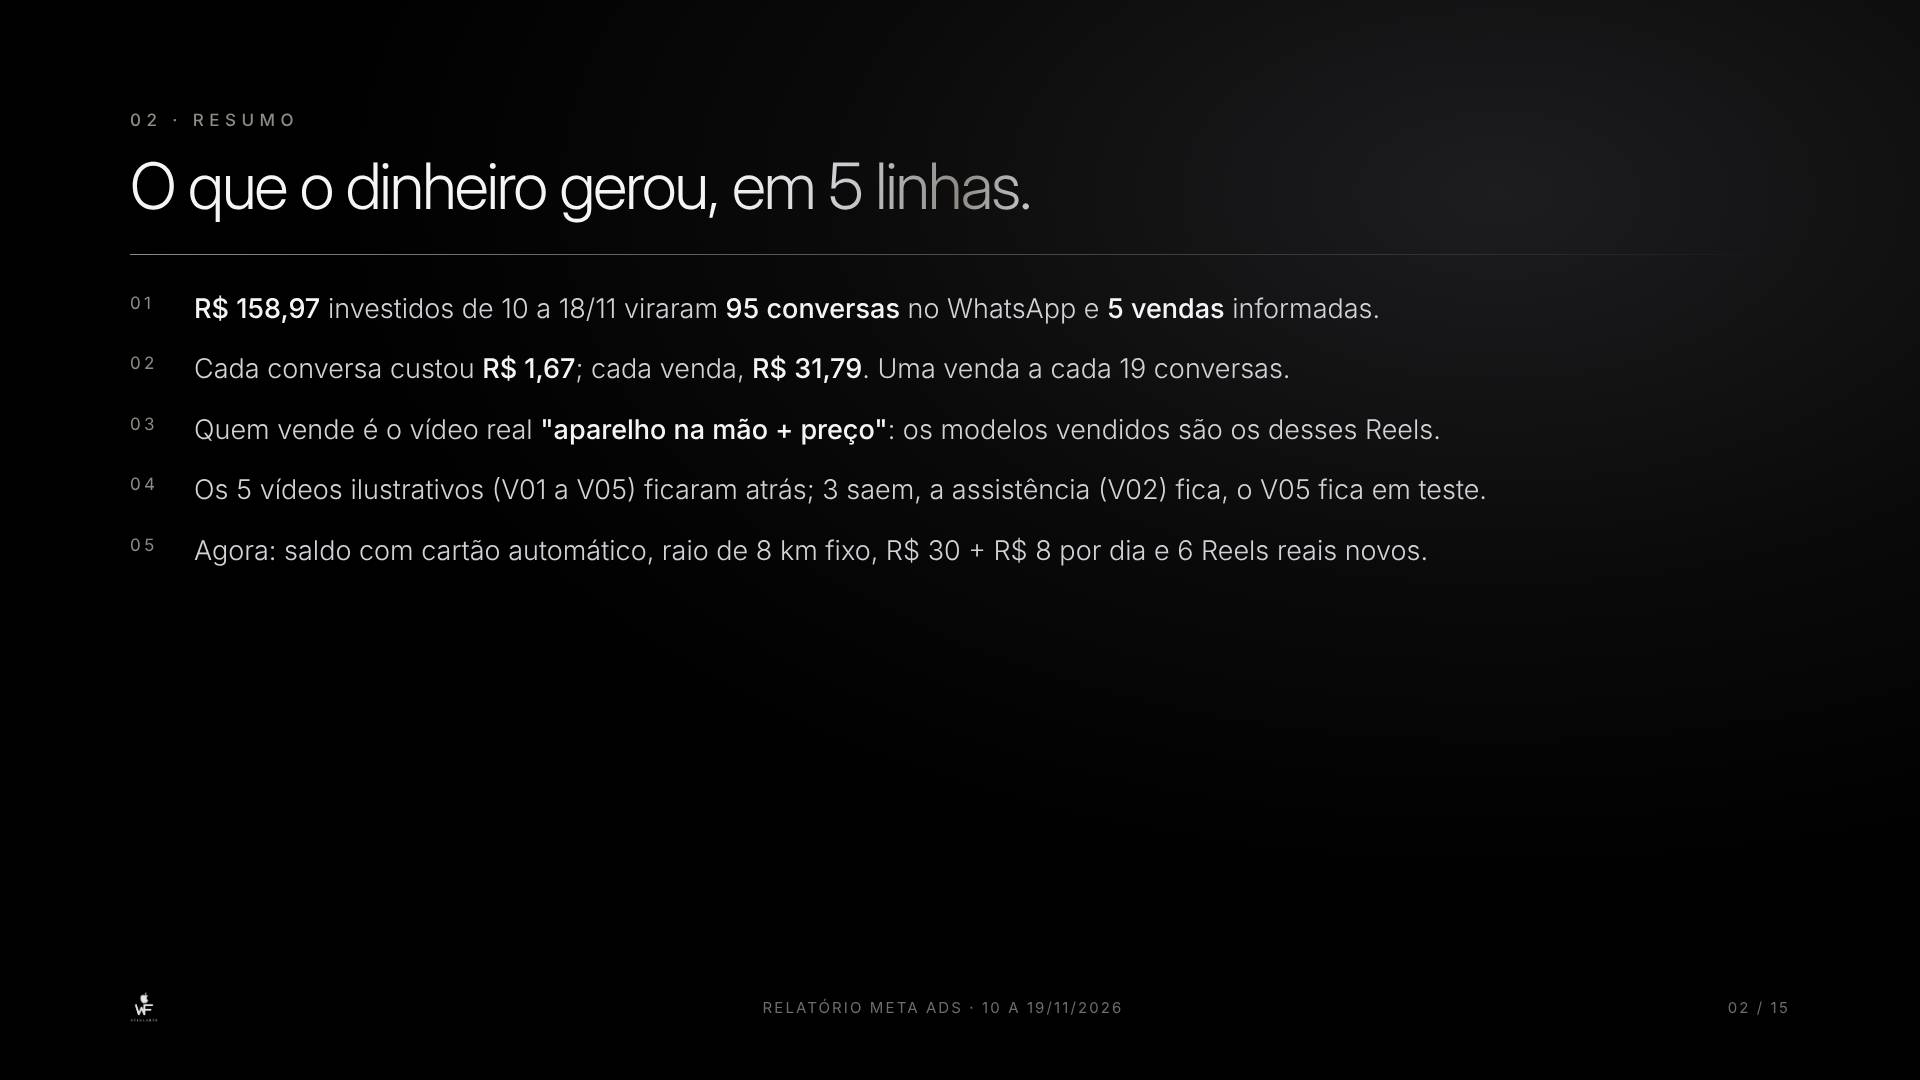 02 · RESUMO
O que o dinheiro gerou, em 5 linhas.
01 R$ 158,97 investidos de 10 a 18/11 viraram 95 conversas no WhatsApp e 5 vendas informadas.
02 Cada conversa custou R$ 1,67; cada venda, R$ 31,79. Uma venda a cada 19 conversas.
03 Quem vende é o vídeo real "aparelho na mão + preço": os modelos vendidos são os desses Reels.
04 Os 5 vídeos ilustrativos (V01 a V05) ficaram atrás; 3 saem, a assistência (V02) fica, o V05 fica em teste.
05 Agora: saldo com cartão automático, raio de 8 km fixo, R$ 30 + R$ 8 por dia e 6 Reels reais novos.
WF
RELATÓRIO META ADS · 10 A 19/11/2026
02 / 15